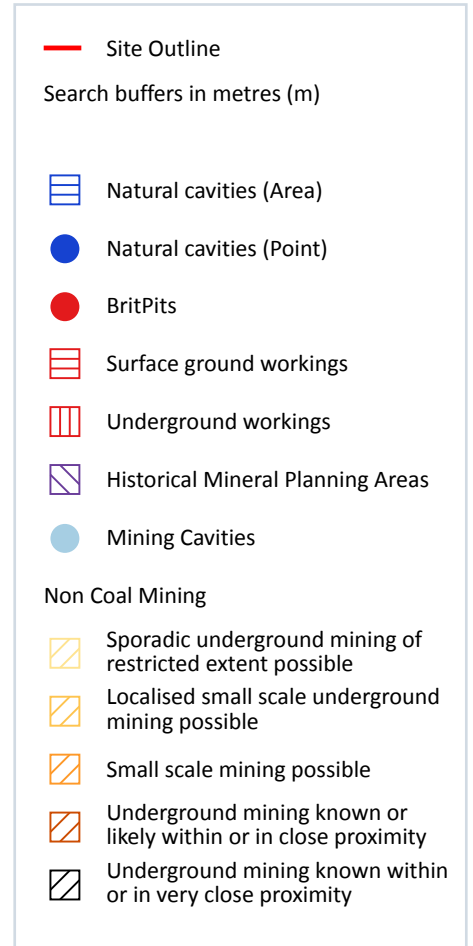 Site Outline
Search buffers in metres (m)
Natural cavities (Area)
Natural cavities (Point)
BritPits
Surface ground workings
Underground workings
Historical Mineral Planning Areas
Mining Cavities
Non Coal Mining
Sporadic underground mining of
restricted extent possible
Localised small scale underground
mining possible
Small scale mining possible
Underground mining known or
likely within or in close proximity
Underground mining known within
or in very close proximity